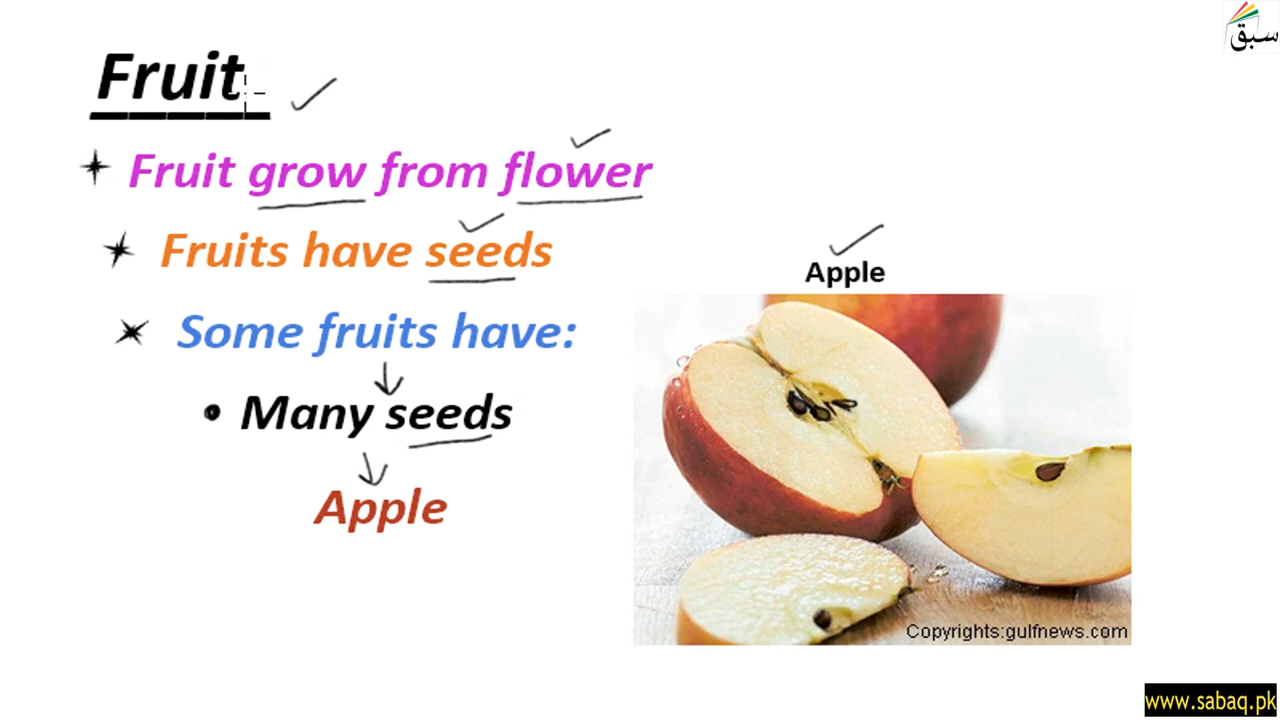 سبق
Fruit
Fruit grow from flower
Fruits have seeds
Apple
Some fruits have:
Many seeds
Apple
Copyrights:gulfnews.com
www.sabaq.pk